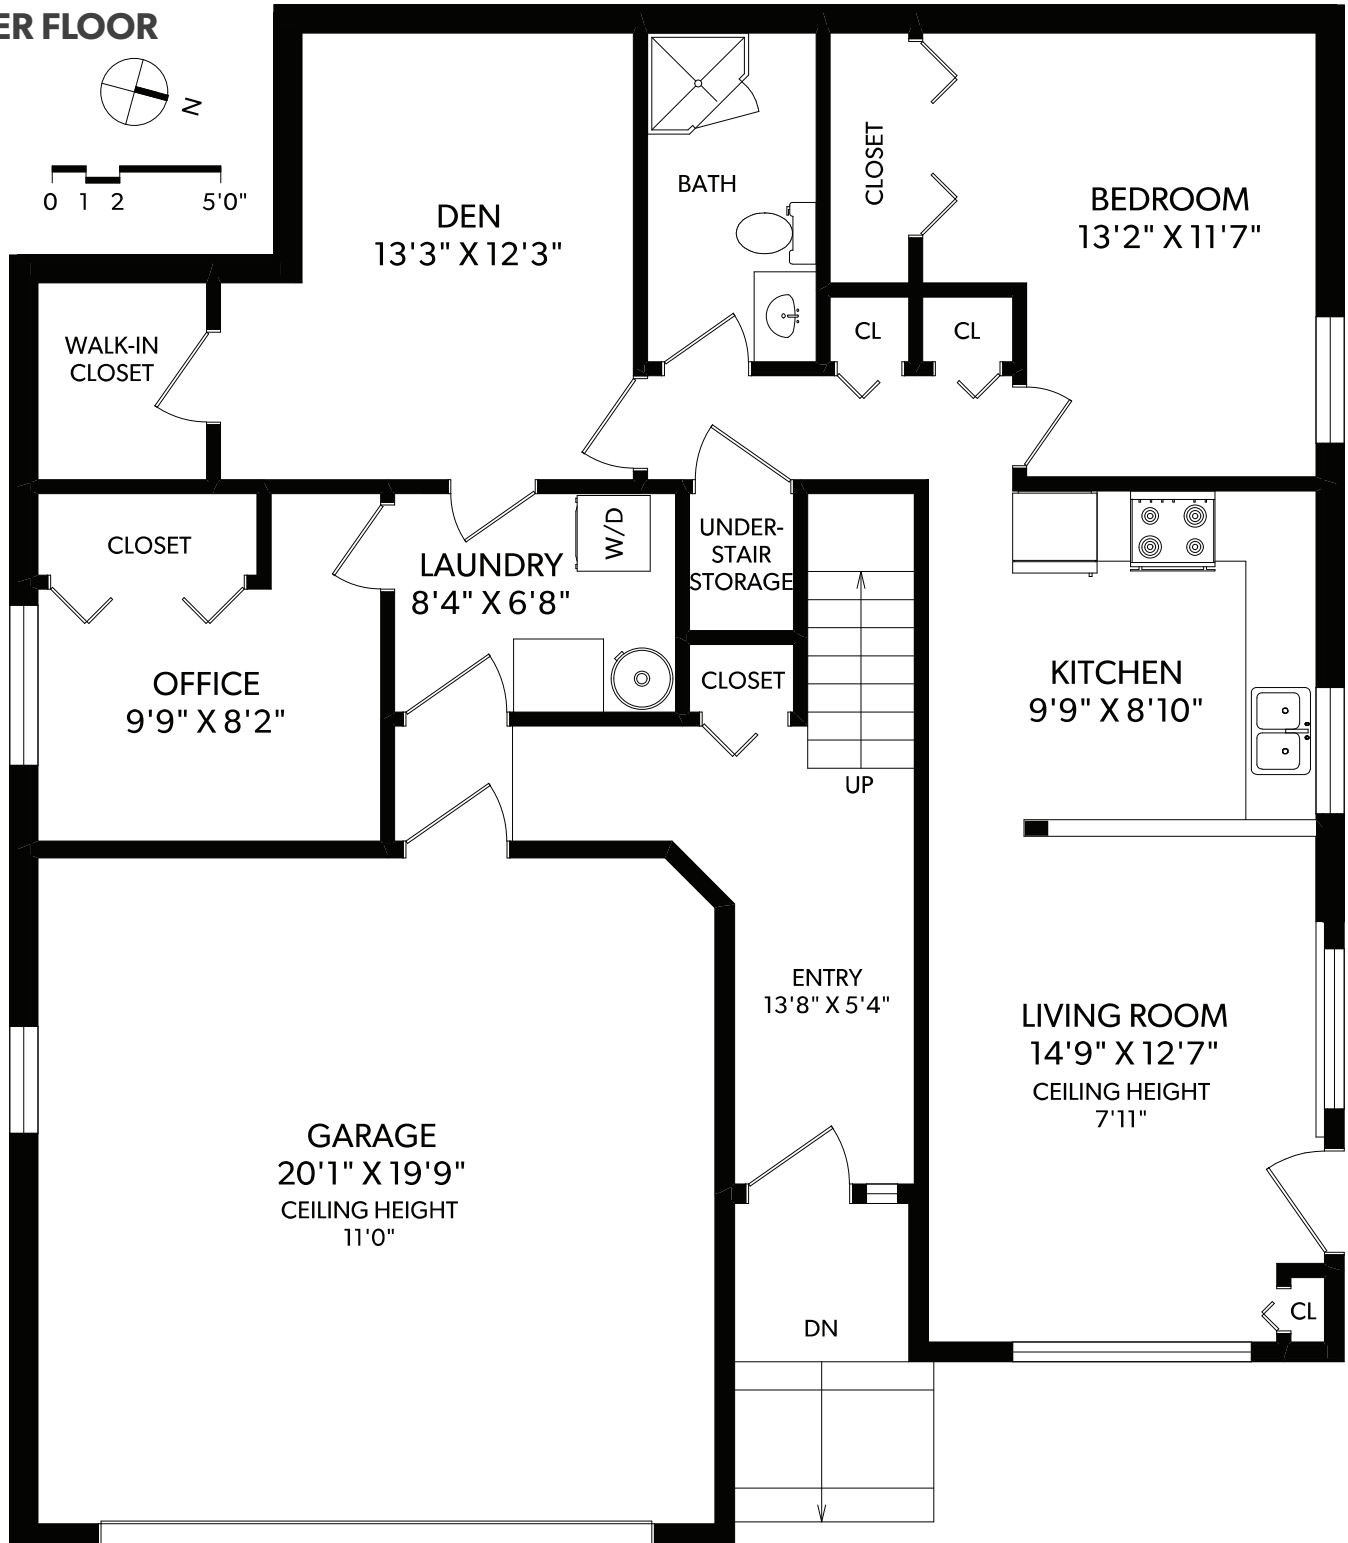 ER FLOOR
N
0 1 2 5'0"
DEN
13'3" X 12'3"
BATH
CLOSET
BEDROOM
13'2" X 11'7"
WALK-IN
CLOSET
CL
CL
CLOSET
LAUNDRY
8'4" X 6'8"
W/D
UNDER-
STAIR
STORAGE
OFFICE
9'9" X 8'2"
CLOSET
UP
KITCHEN
9'9" X 8'10"
ENTRY
13'8" X 5'4"
LIVING ROOM
14'9" X 12'7"
CEILING HEIGHT
7'11"
GARAGE
20'1" X 19'9"
CEILING HEIGHT
11'0"
DN
CL